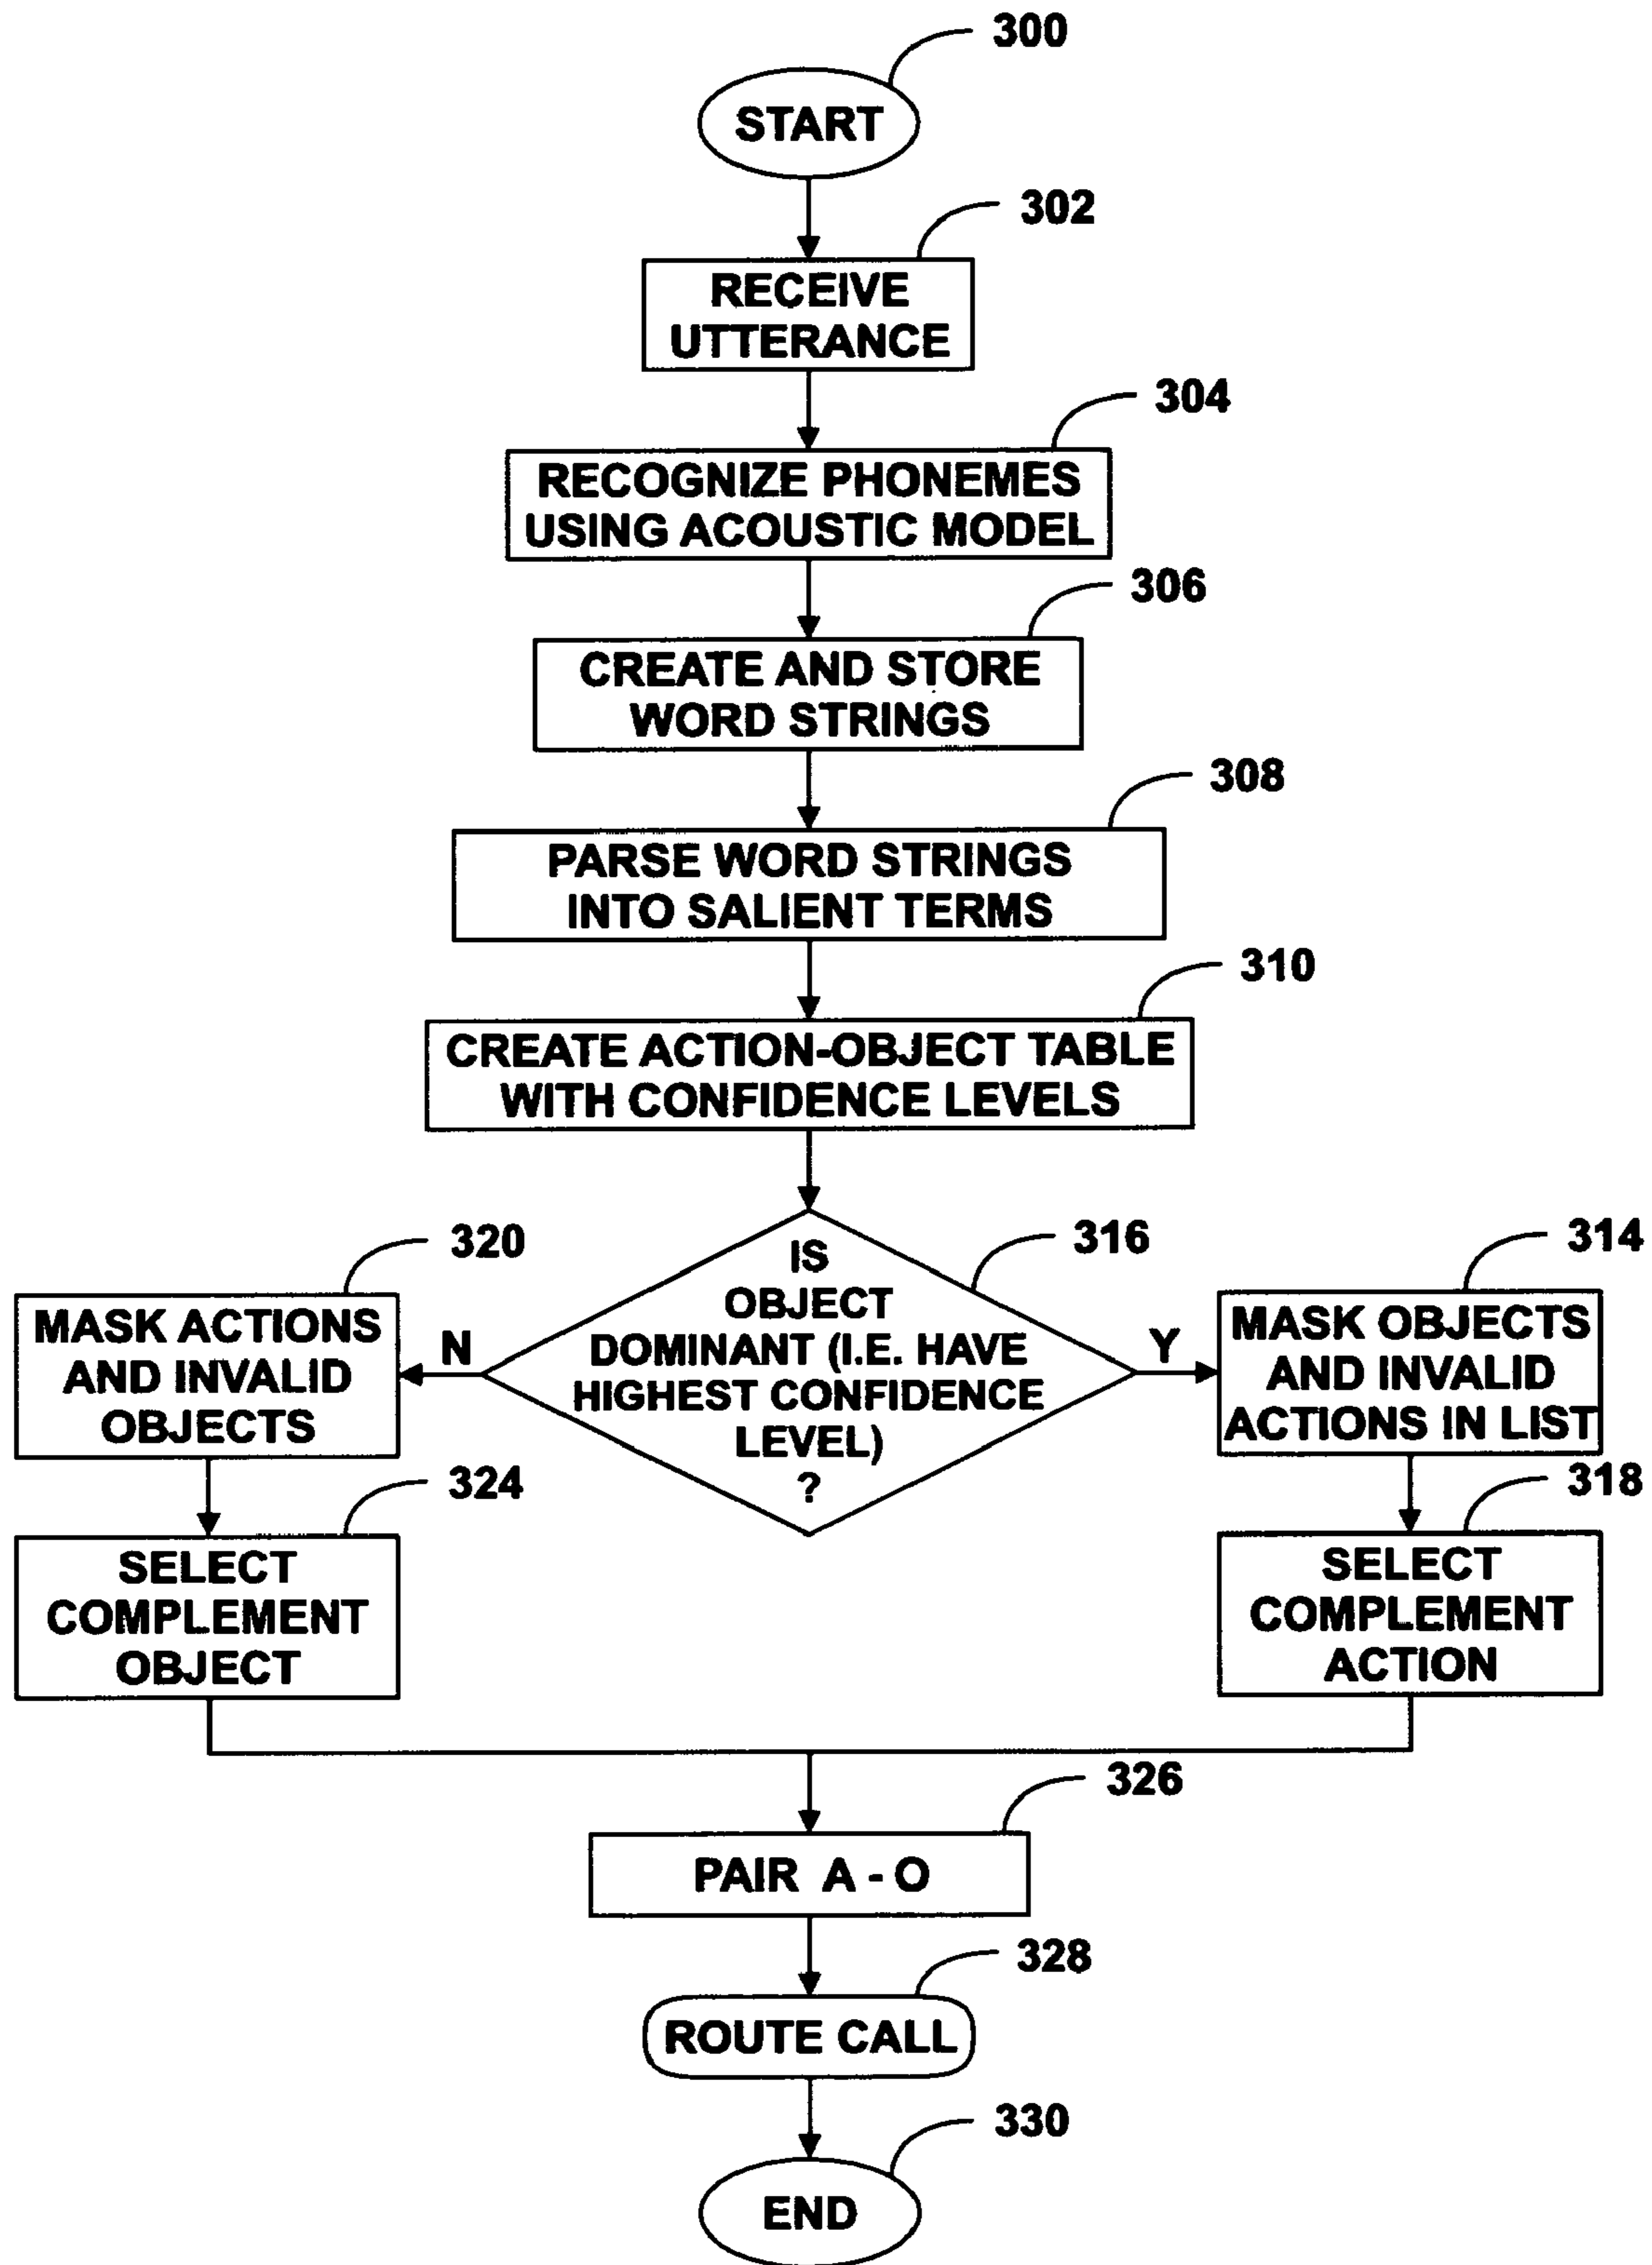 300
START
302
RECEIVE
UTTERANCE
304
RECOGNIZE PHONEMES
USING ACOUSTIC MODEL
306
CREATE AND STORE
WORD STRINGS
308
PARSE WORD STRINGS
INTO SALIENT TERMS
310
CREATE ACTION-OBJECT TABLE
WITH CONFIDENCE LEVELS
316
IS
OBJECT
DOMINANT (I.E. HAVE
HIGHEST CONFIDENCE
LEVEL)
?
N
320
MASK ACTIONS
AND INVALID
OBJECTS
324
SELECT
COMPLEMENT
OBJECT
Y
314
MASK OBJECTS
AND INVALID
ACTIONS IN LIST
318
SELECT
COMPLEMENT
ACTION
326
PAIR A - O
328
ROUTE CALL
330
END